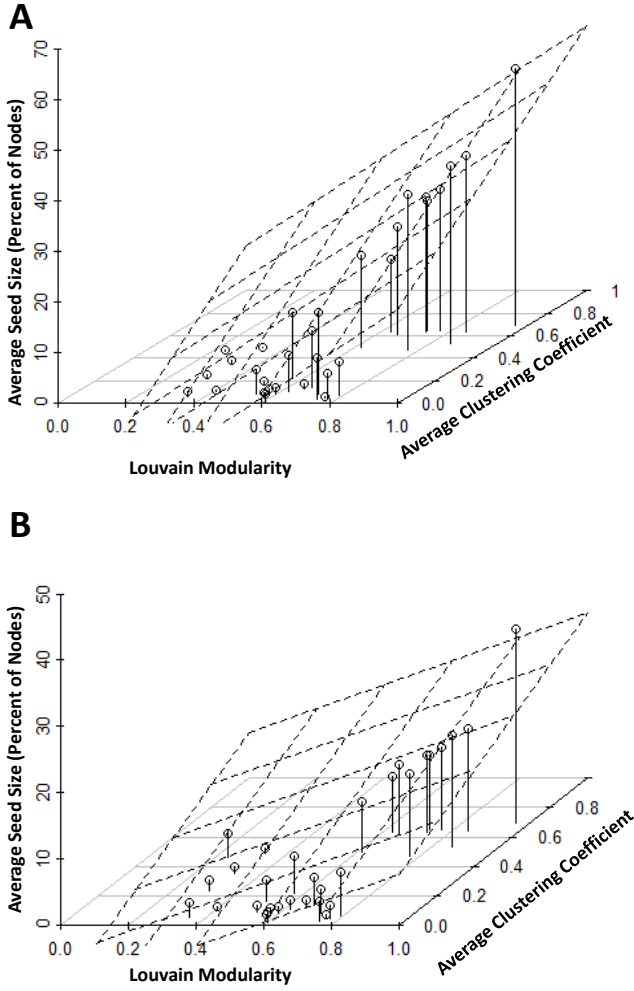 A
70
60
50
40
30
20
10
0
Average Seed Size (Percent of Nodes)
0.0 0.2 0.4 0.6 0.8 1.0
Louvain Modularity
0.0 0.2 0.4 0.6 0.8 1
Average Clustering Coefficient
B
50
40
30
20
10
0
Average Seed Size (Percent of Nodes)
0.0 0.2 0.4 0.6 0.8 1.0
Louvain Modularity
0.0 0.2 0.4 0.6 0.8
Average Clustering Coefficient